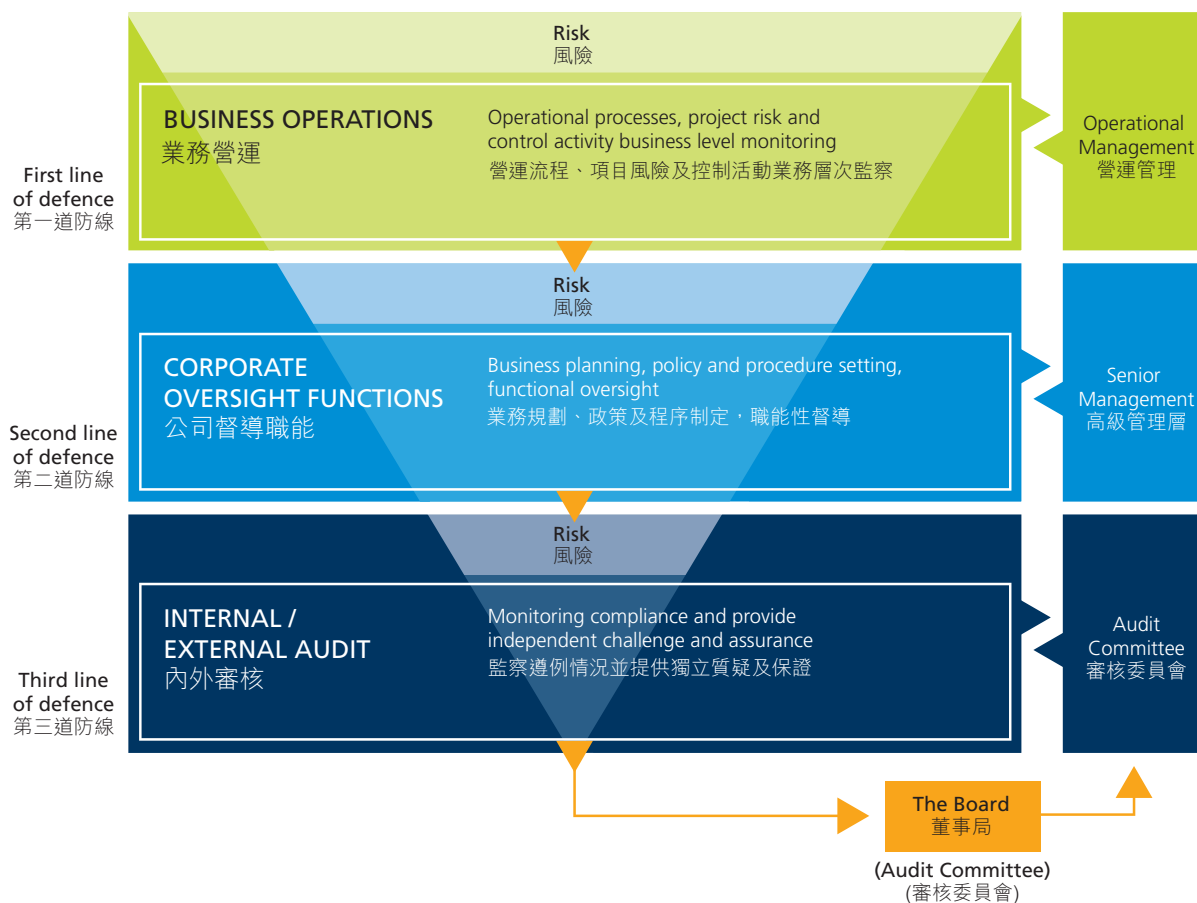 Risk
風險
BUSINESS OPERATIONS
業務營運
Operational processes, project risk and
control activity business level monitoring
營運流程、項目風險及控制活動業務層次監察
First line
of defence
第一道防線
Operational
Management
營運管理
Risk
風險
CORPORATE
OVERSIGHT FUNCTIONS
公司督導職能
Business planning, policy and procedure setting,
functional oversight
業務規劃、政策及程序制定，職能性督導
Second line
of defence
第二道防線
Senior
Management
高級管理層
Risk
風險
INTERNAL /
EXTERNAL AUDIT
內外審核
Monitoring compliance and provide
independent challenge and assurance
監察遵例情況並提供獨立質疑及保證
Third line
of defence
第三道防線
Audit
Committee
審核委員會
The Board
董事局
(Audit Committee)
(審核委員會)